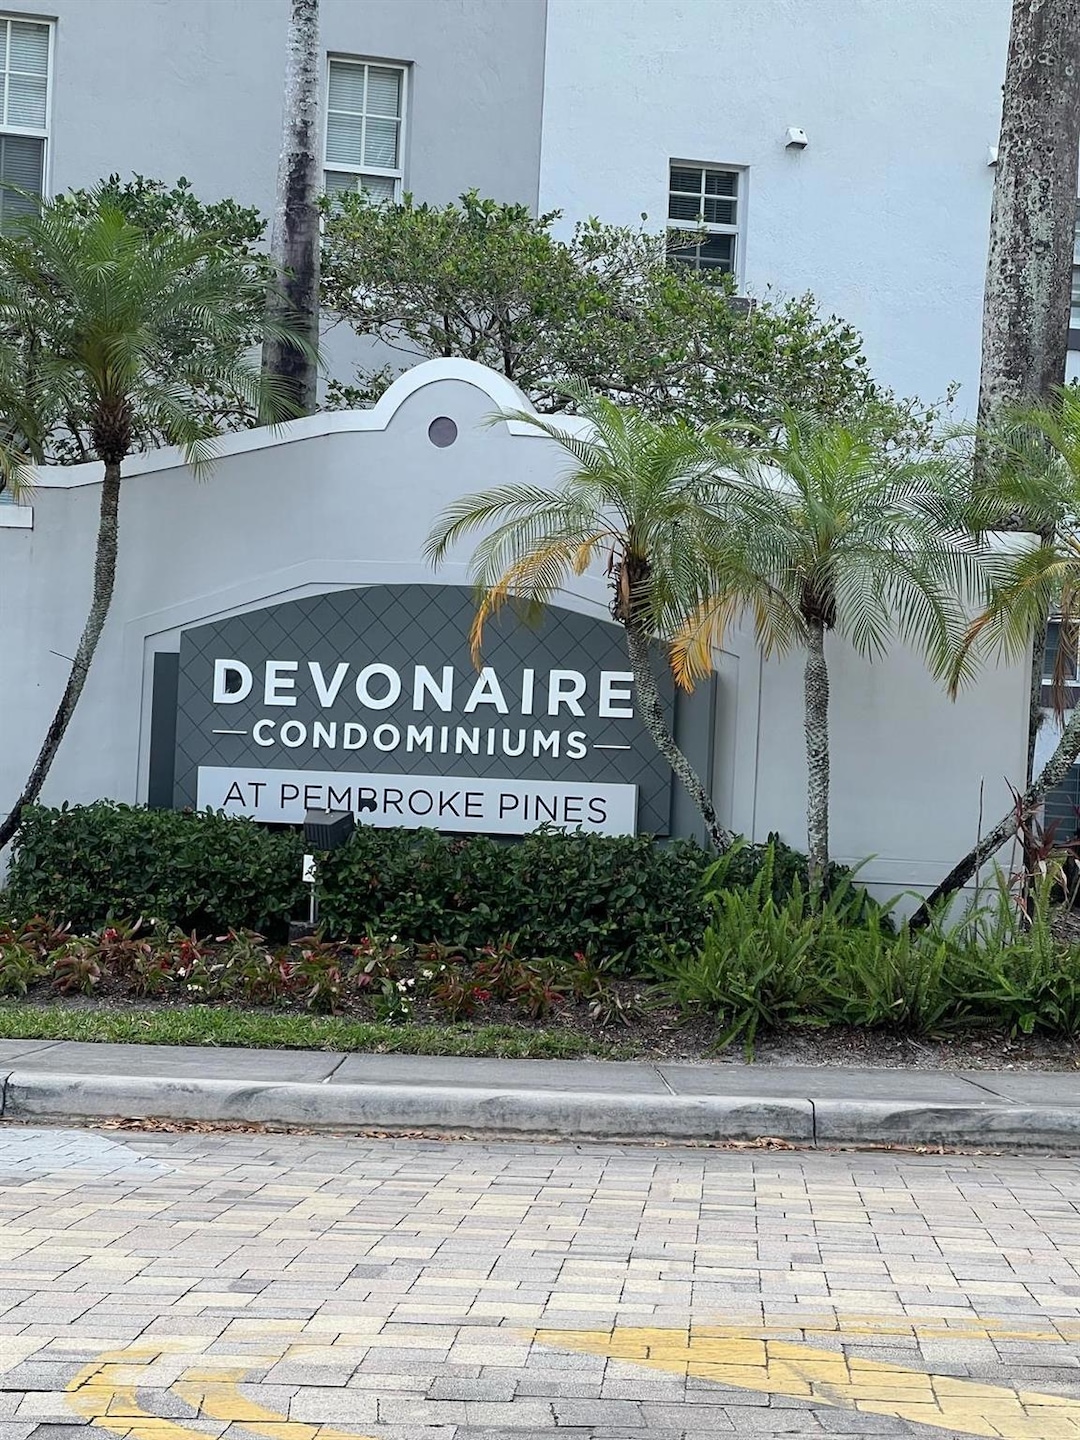 DEVONAIRE
CONDOMINIUMS
AT PEMBROKE PINES